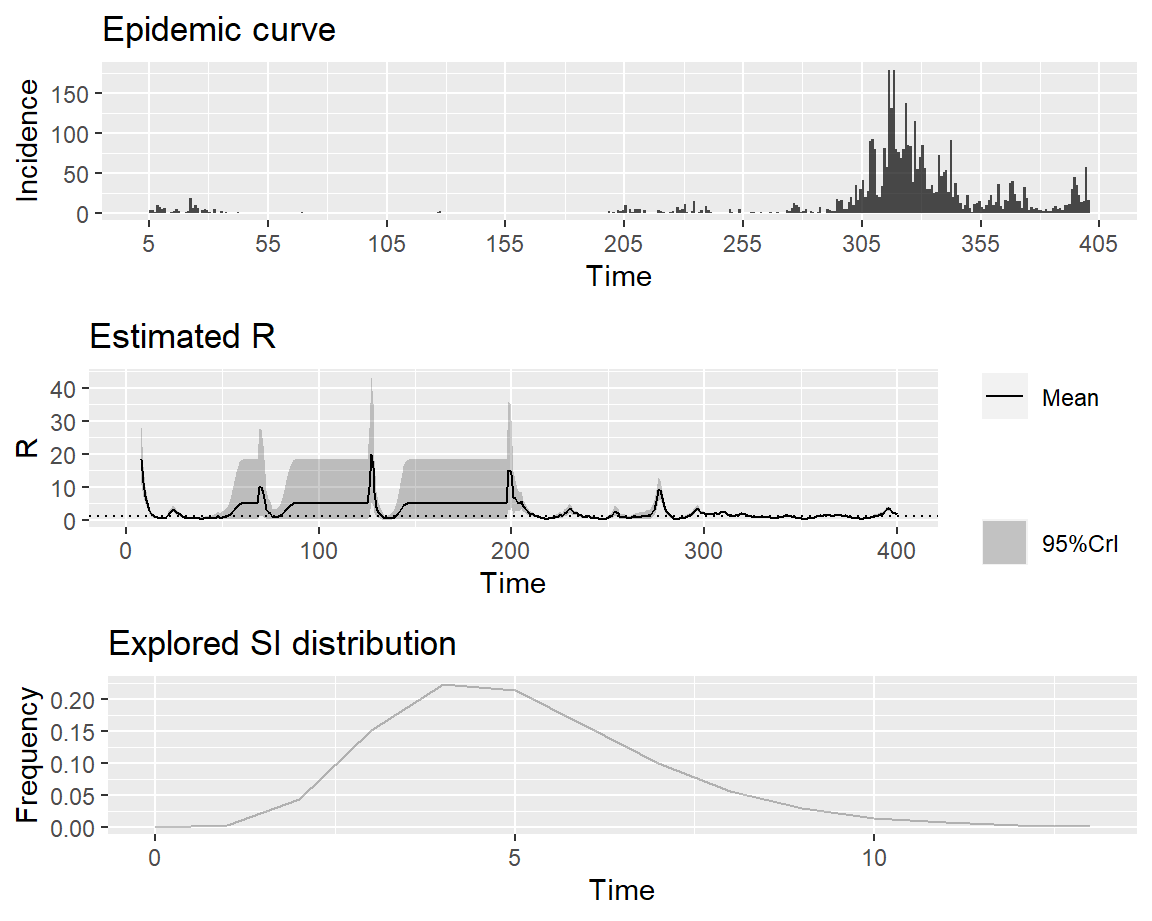 Epidemic curve
Incidence
150
100
50
0
5 55 105 155 205 255 305 355 405
Time
Estimated R
R
40
30
20
10
0
0 100 200 300 400
Time
Mean
95%CrI
Explored SI distribution
Frequency
0.20
0.15
0.10
0.05
0.00
0 5 10
Time